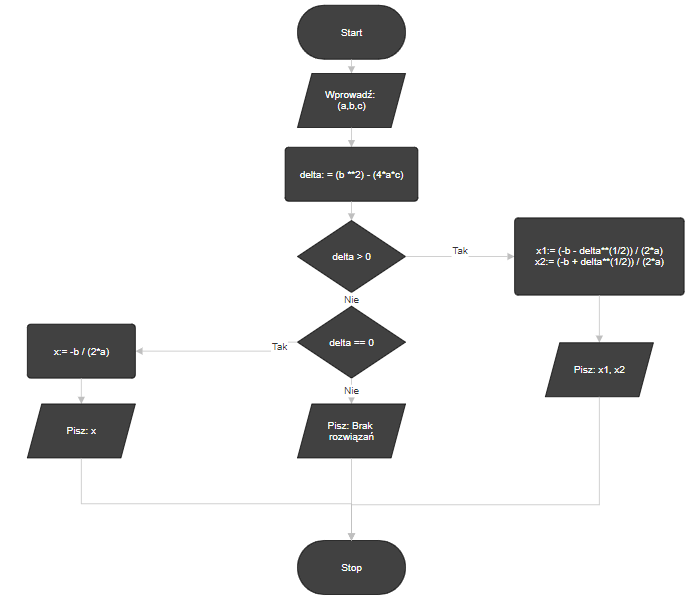 Start
Wprowadź:
(a,b,c)
delta: = (b **2) - (4*a*c)
delta > 0
Tak
x1:= (-b - delta**(1/2)) / (2*a)
x2:= (-b + delta**(1/2)) / (2*a)
Nie
delta == 0
Tak
x:= -b / (2*a)
Pisz: x1, x2
Nie
Pisz: x
Pisz: Brak
rozwiązań
Stop